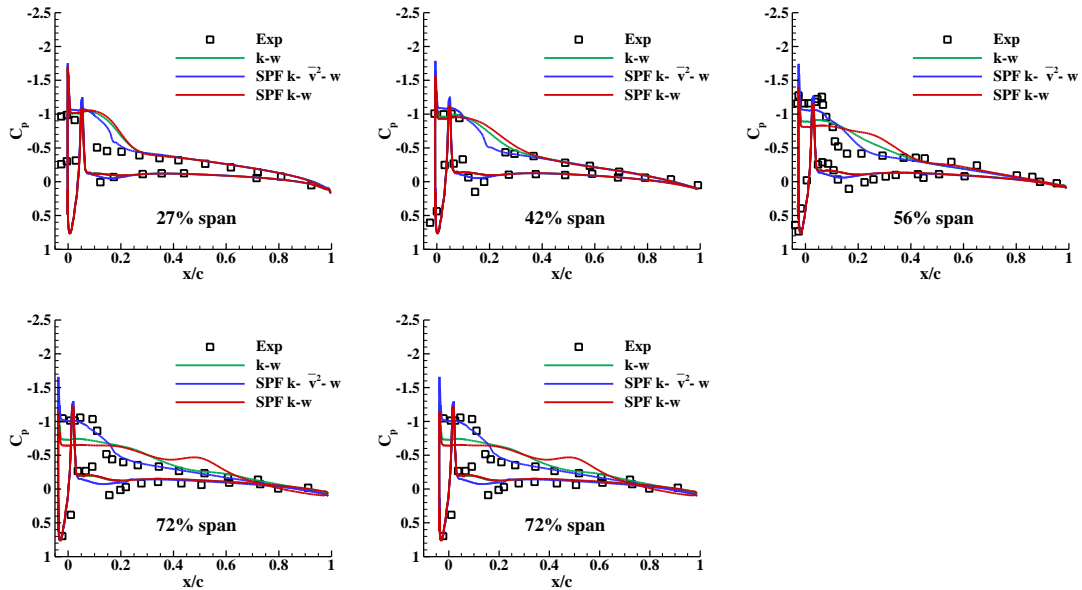 -2.5
-2
-1.5
-1
-0.5
0
0.5
1
C_p
0 0.2 0.4 0.6 0.8 1
x/c
Exp
k-w
SPF k- v̄²- w
SPF k-w
27% span
-2.5
-2
-1.5
-1
-0.5
0
0.5
1
C_p
0 0.2 0.4 0.6 0.8 1
x/c
Exp
k-w
SPF k- v̄²- w
SPF k-w
42% span
-2.5
-2
-1.5
-1
-0.5
0
0.5
1
C_p
0 0.2 0.4 0.6 0.8 1
x/c
Exp
k-w
SPF k- v̄²- w
SPF k-w
56% span
-2.5
-2
-1.5
-1
-0.5
0
0.5
1
C_p
0 0.2 0.4 0.6 0.8 1
x/c
Exp
k-w
SPF k- v̄²- w
SPF k-w
72% span
-2.5
-2
-1.5
-1
-0.5
0
0.5
1
C_p
0 0.2 0.4 0.6 0.8 1
x/c
Exp
k-w
SPF k- v̄²- w
SPF k-w
72% span